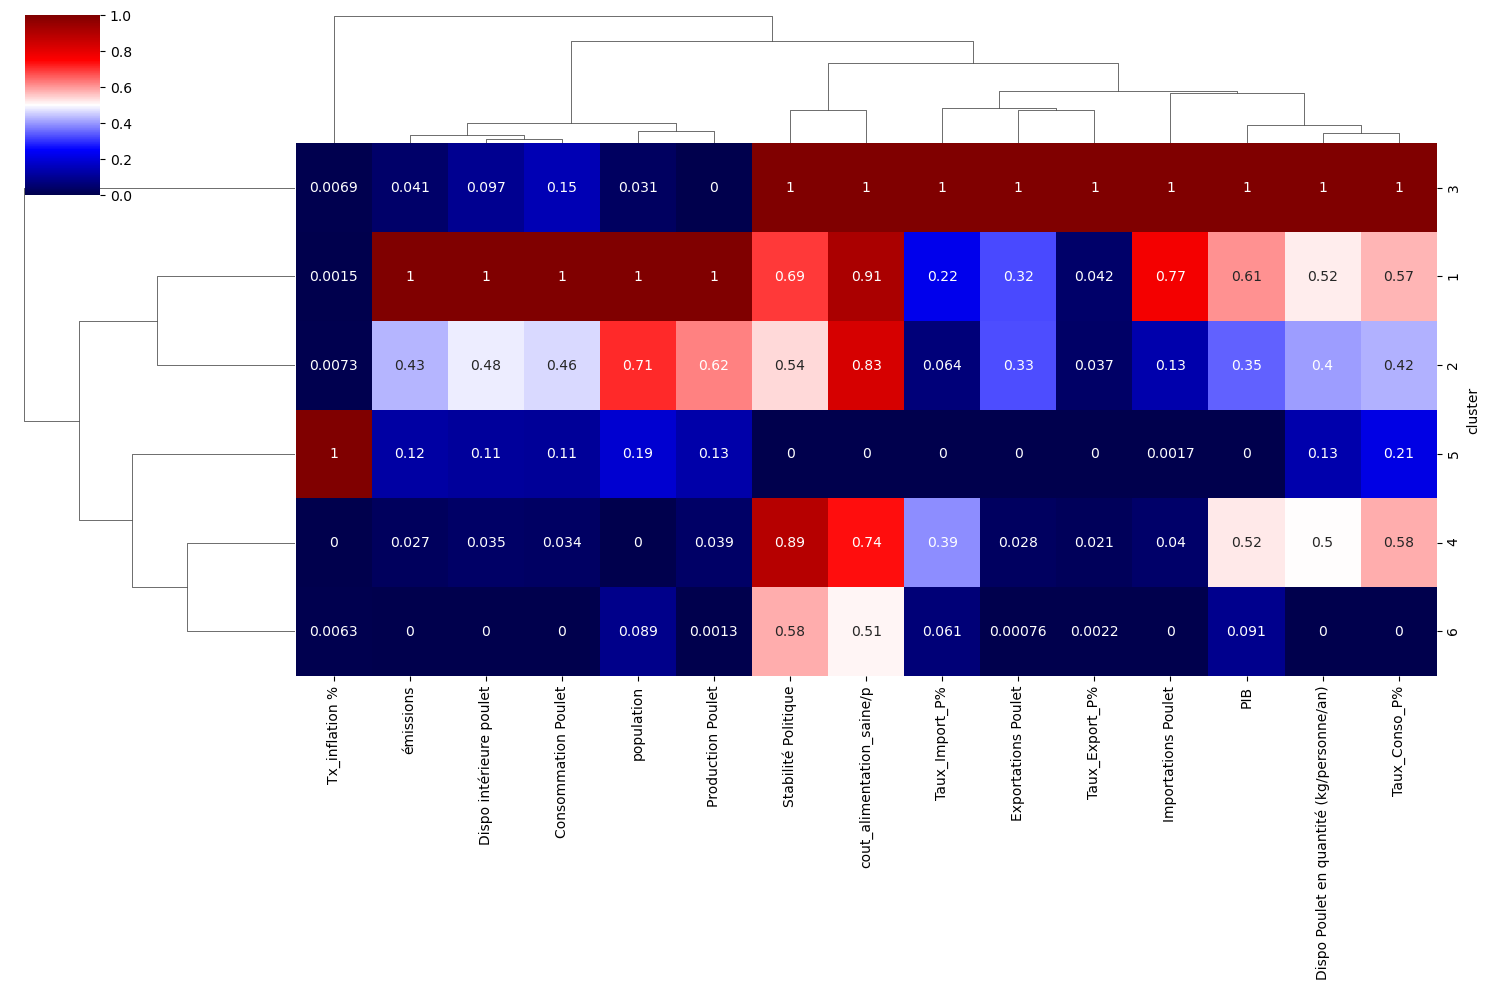 1.0
0.8
0.6
0.4
0.2
0.0
0.0069 0.041 0.097 0.15 0.031 0 1 1 1 1 1 1 1 1 1 3
0.0015 1 1 1 1 1 0.69 0.91 0.22 0.32 0.042 0.77 0.61 0.52 0.57 1
0.0073 0.43 0.48 0.46 0.71 0.62 0.54 0.83 0.064 0.33 0.037 0.13 0.35 0.4 0.42 2
1 0.12 0.11 0.11 0.19 0.13 0 0 0 0 0 0.0017 0 0.13 0.21 5
0 0.027 0.035 0.034 0 0.039 0.89 0.74 0.39 0.028 0.021 0.04 0.52 0.5 0.58 4
0.0063 0 0 0 0.089 0.0013 0.58 0.51 0.061 0.00076 0.0022 0 0.091 0 0 6
cluster
Tx_inflation %
émissions
Dispo intérieure poulet
Consommation Poulet
population
Production Poulet
Stabilité Politique
cout_alimentation_saine/p
Taux_Import_P%
Exportations Poulet
Taux_Export_P%
Importations Poulet
PIB
Dispo Poulet en quantité (kg/personne/an)
Taux_Conso_P%